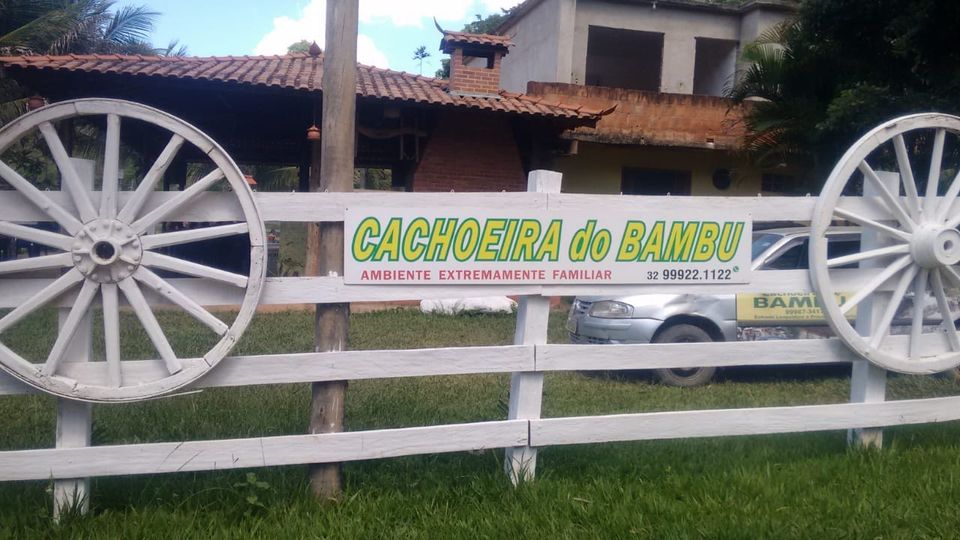 CACHOEIRA do BAMBU
AMBIENTE EXTREMAMENTE FAMILIAR 32 99922.1122
BAMBU